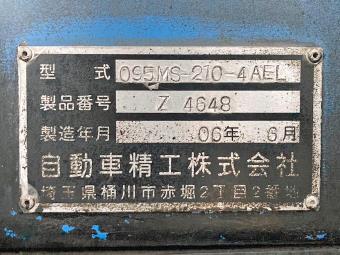 型式 095MS-210-4AEL
製品番号 Z 4648
製造年月 06年 6月
自動車精工株式会社
埼玉県桶川市赤堀2丁目2番地